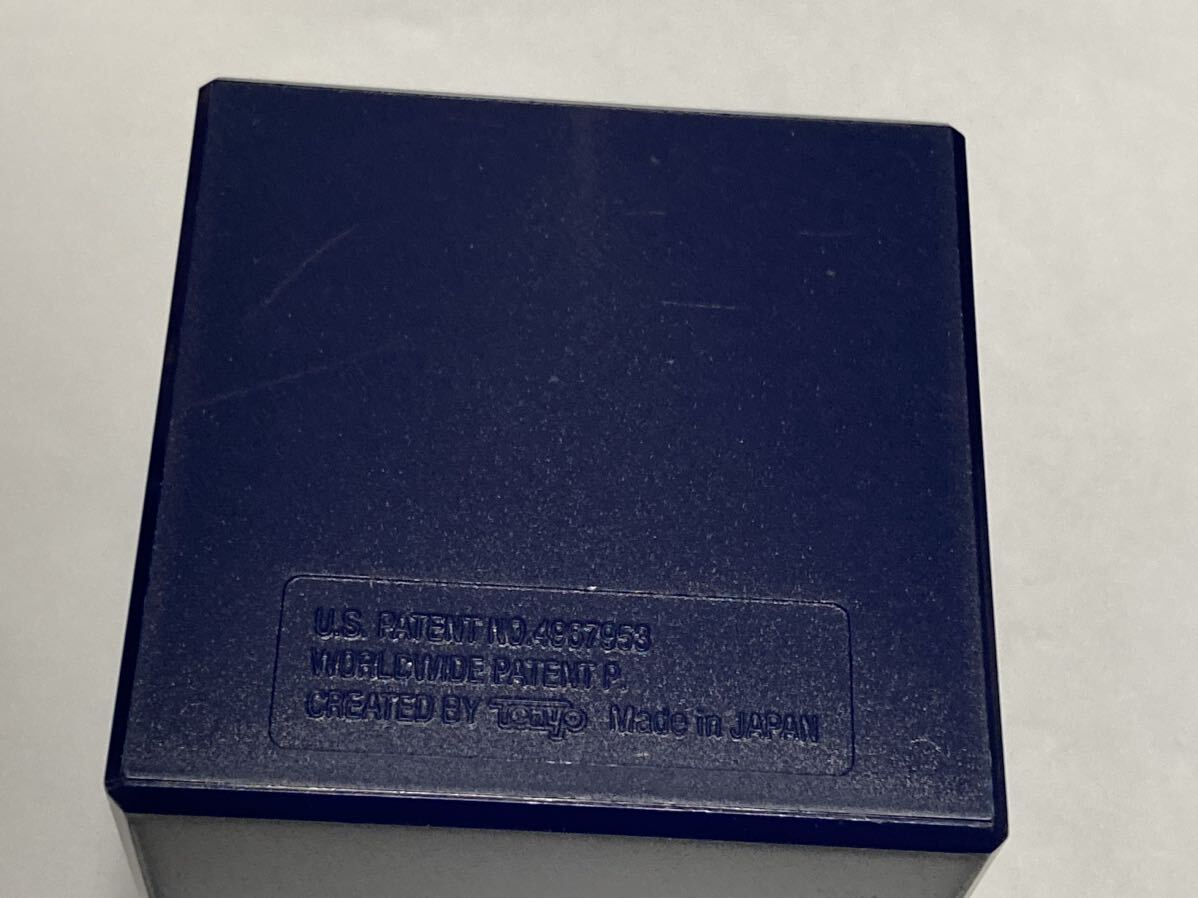 U.S. PATENT NO.4967953
WORLDWIDE PATENT P.
CREATED BY Tenyo Made in JAPAN